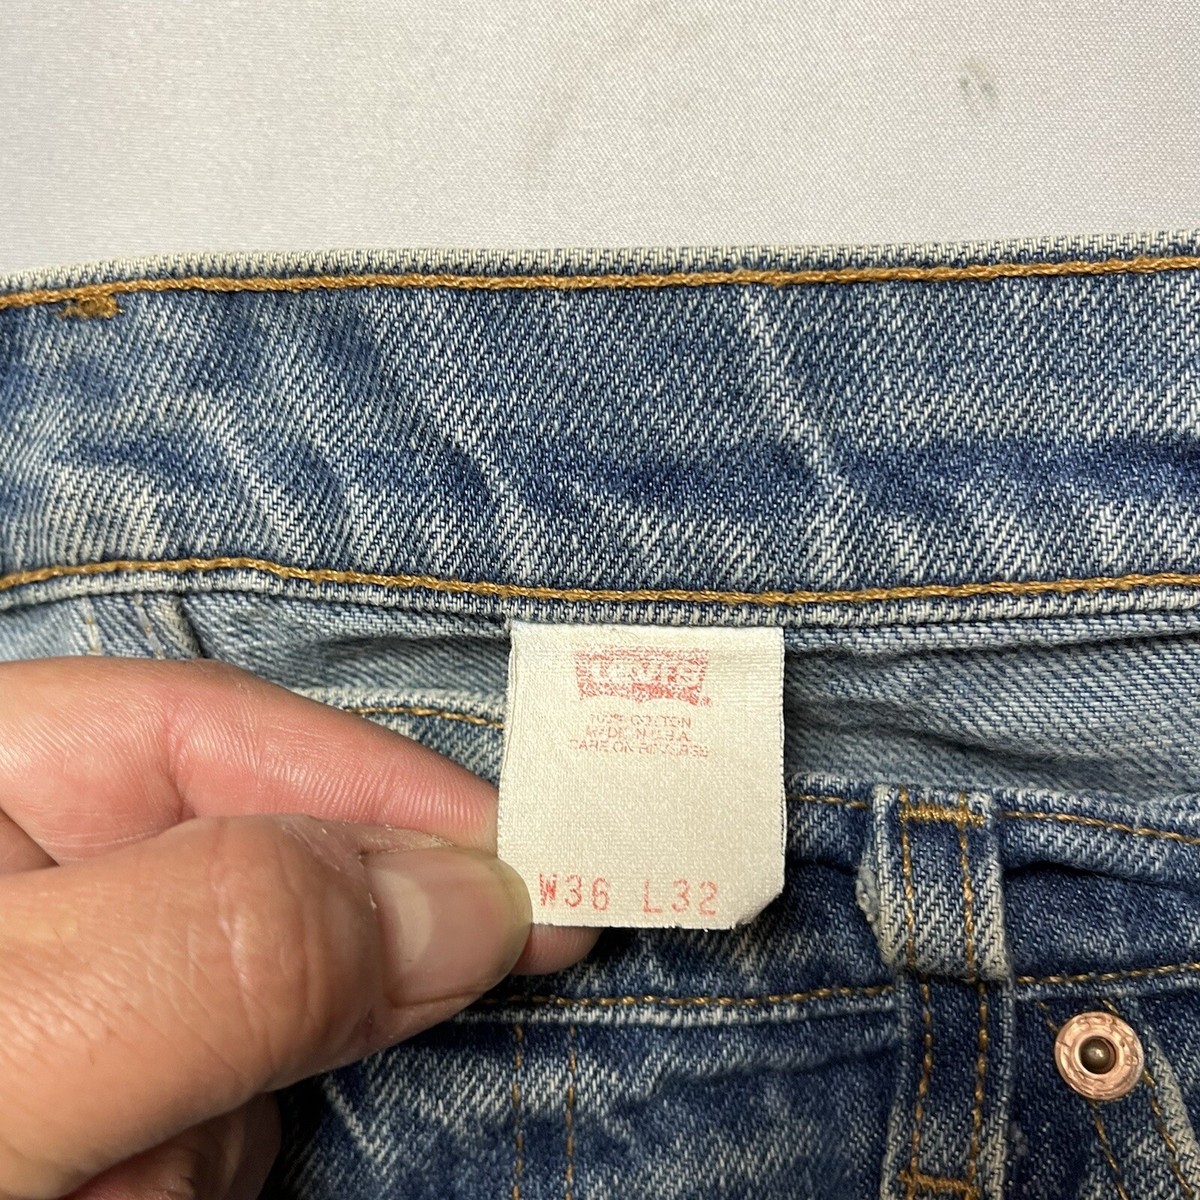 Levi's
100% COTTON
MADE IN U.S.A.
CARE ON REVERSE
W36 L32